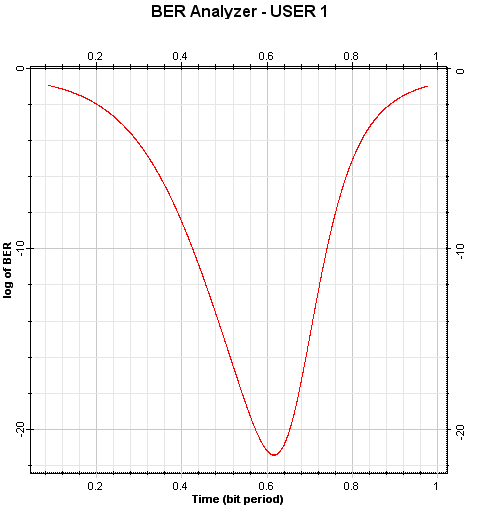 BER Analyzer - USER 1
0.2 0.4 0.6 0.8 1
0 0
-10 -10
-20 -20
log of BER
0.2 0.4 0.6 0.8 1
Time (bit period)